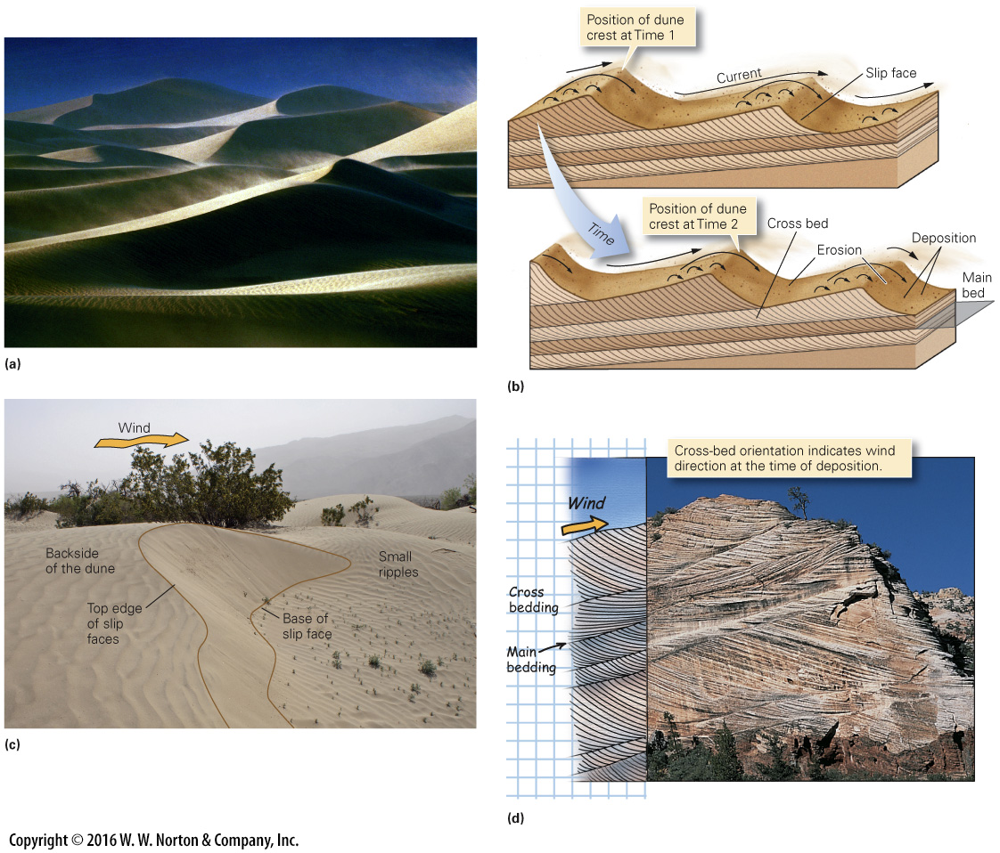 (a)
Position of dune
crest at Time 1
Current
Slip face
Time
Position of dune
crest at Time 2
Cross bed
Erosion
Deposition
Main
bed
(b)
Wind
Backside
of the dune
Small
ripples
Top edge
of slip
faces
Base of
slip face
(c)
Cross-bed orientation indicates wind
direction at the time of deposition.
Wind
Cross
bedding
Main
bedding
(d)
Copyright © 2016 W. W. Norton & Company, Inc.